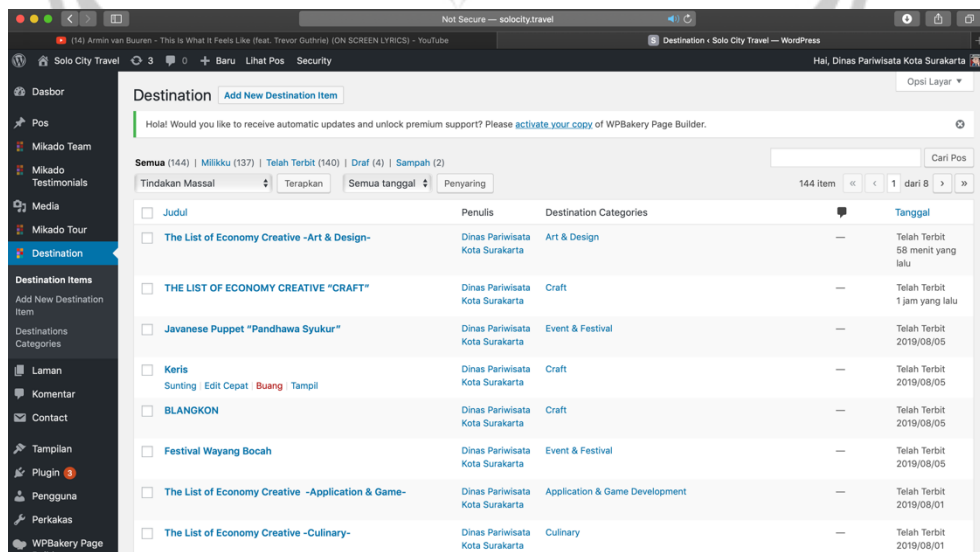 Not Secure — solocity.travel
(14) Armin van Buuren - This Is What It Feels Like (feat. Trevor Guthrie) (ON SCREEN LYRICS) - YouTube
S Destination ‹ Solo City Travel — WordPress
Solo City Travel 3 0 + Baru Lihat Pos Security Hai, Dinas Pariwisata Kota Surakarta
Opsi Layar ▼
Dasbor
Pos
Mikado Team
Mikado
Testimonials
Media
Mikado Tour
Destination
Destination Items
Add New Destination
Item
Destinations
Categories
Laman
Komentar
Contact
Tampilan
Plugin 3
Pengguna
Perkakas
WPBakery Page
Destination Add New Destination Item
Hola! Would you like to receive automatic updates and unlock premium support? Please activate your copy of WPBakery Page Builder.
Semua (144) | Milikku (137) | Telah Terbit (140) | Draf (4) | Sampah (2)
Cari Pos
Tindakan Massal Terapkan Semua tanggal Penyaring 144 item « ‹ 1 dari 8 › »
Judul Penulis Destination Categories Tanggal
The List of Economy Creative -Art & Design- Dinas Pariwisata Art & Design — Telah Terbit
Kota Surakarta 58 menit yang
lalu
THE LIST OF ECONOMY CREATIVE “CRAFT” Dinas Pariwisata Craft — Telah Terbit
Kota Surakarta 1 jam yang lalu
Javanese Puppet “Pandhawa Syukur” Dinas Pariwisata Event & Festival — Telah Terbit
Kota Surakarta 2019/08/05
Keris Dinas Pariwisata Craft — Telah Terbit
Sunting | Edit Cepat | Buang | Tampil Kota Surakarta 2019/08/05
BLANGKON Dinas Pariwisata Craft — Telah Terbit
Kota Surakarta 2019/08/05
Festival Wayang Bocah Dinas Pariwisata Event & Festival — Telah Terbit
Kota Surakarta 2019/08/05
The List of Economy Creative -Application & Game- Dinas Pariwisata Application & Game Development — Telah Terbit
Kota Surakarta 2019/08/01
The List of Economy Creative -Culinary- Dinas Pariwisata Culinary — Telah Terbit
Kota Surakarta 2019/08/01